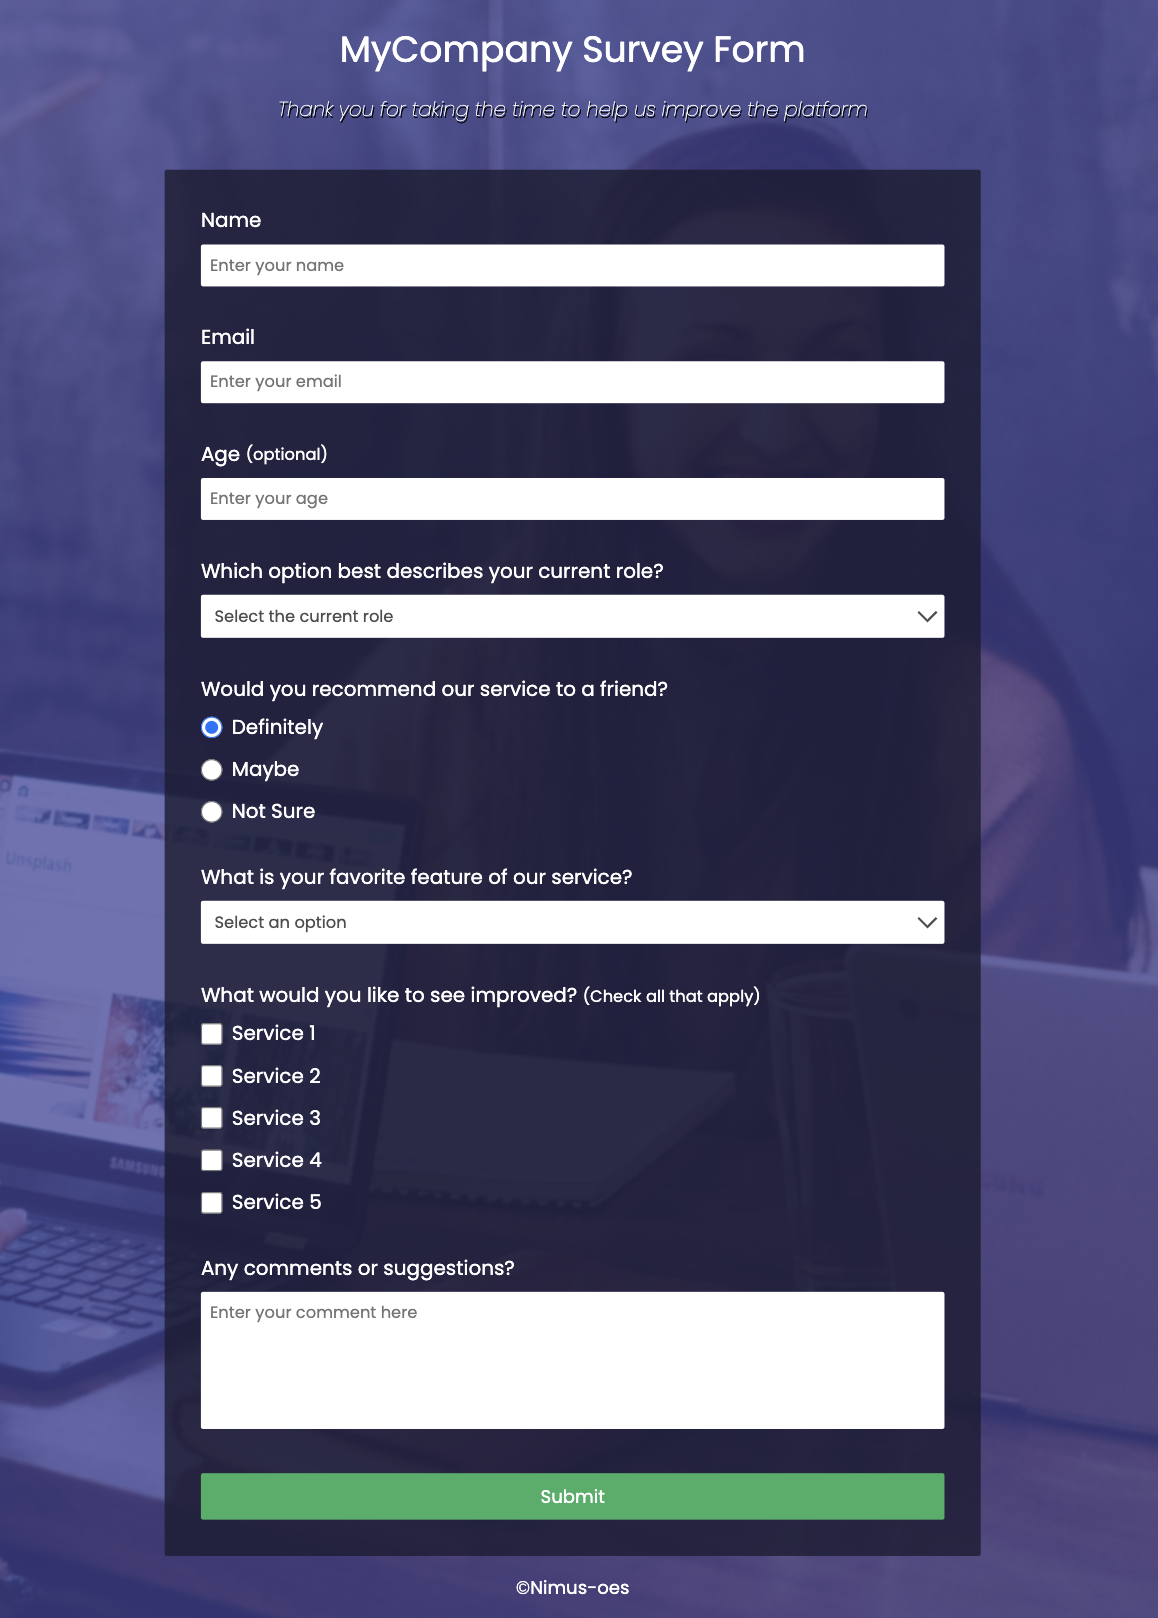 MyCompany Survey Form
Thank you for taking the time to help us improve the platform
Name
Enter your name
Email
Enter your email
Age (optional)
Enter your age
Which option best describes your current role?
Select the current role
Would you recommend our service to a friend?
Definitely
Maybe
Not Sure
Unsplash
What is your favorite feature of our service?
Select an option
What would you like to see improved? (Check all that apply)
Service 1
Service 2
Service 3
Service 4
SAMSUNG
Service 5
Any comments or suggestions?
Enter your comment here
Submit
©Nimus-oes